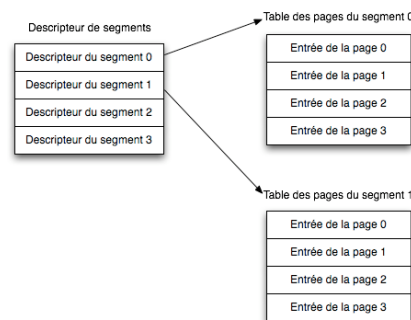 Descripteur de segments
Descripteur du segment 0
Descripteur du segment 1
Descripteur du segment 2
Descripteur du segment 3
Table des pages du segment 0
Entrée de la page 0
Entrée de la page 1
Entrée de la page 2
Entrée de la page 3
Table des pages du segment 1
Entrée de la page 0
Entrée de la page 1
Entrée de la page 2
Entrée de la page 3